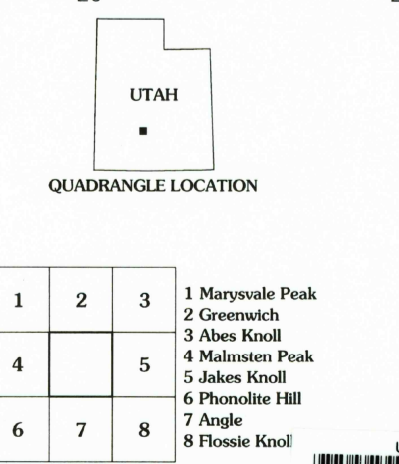 UTAH
QUADRANGLE LOCATION
1 2 3
4 5
6 7 8
1 Marysvale Peak
2 Greenwich
3 Abes Knoll
4 Malmsten Peak
5 Jakes Knoll
6 Phonolite Hill
7 Angle
8 Flossie Knoll